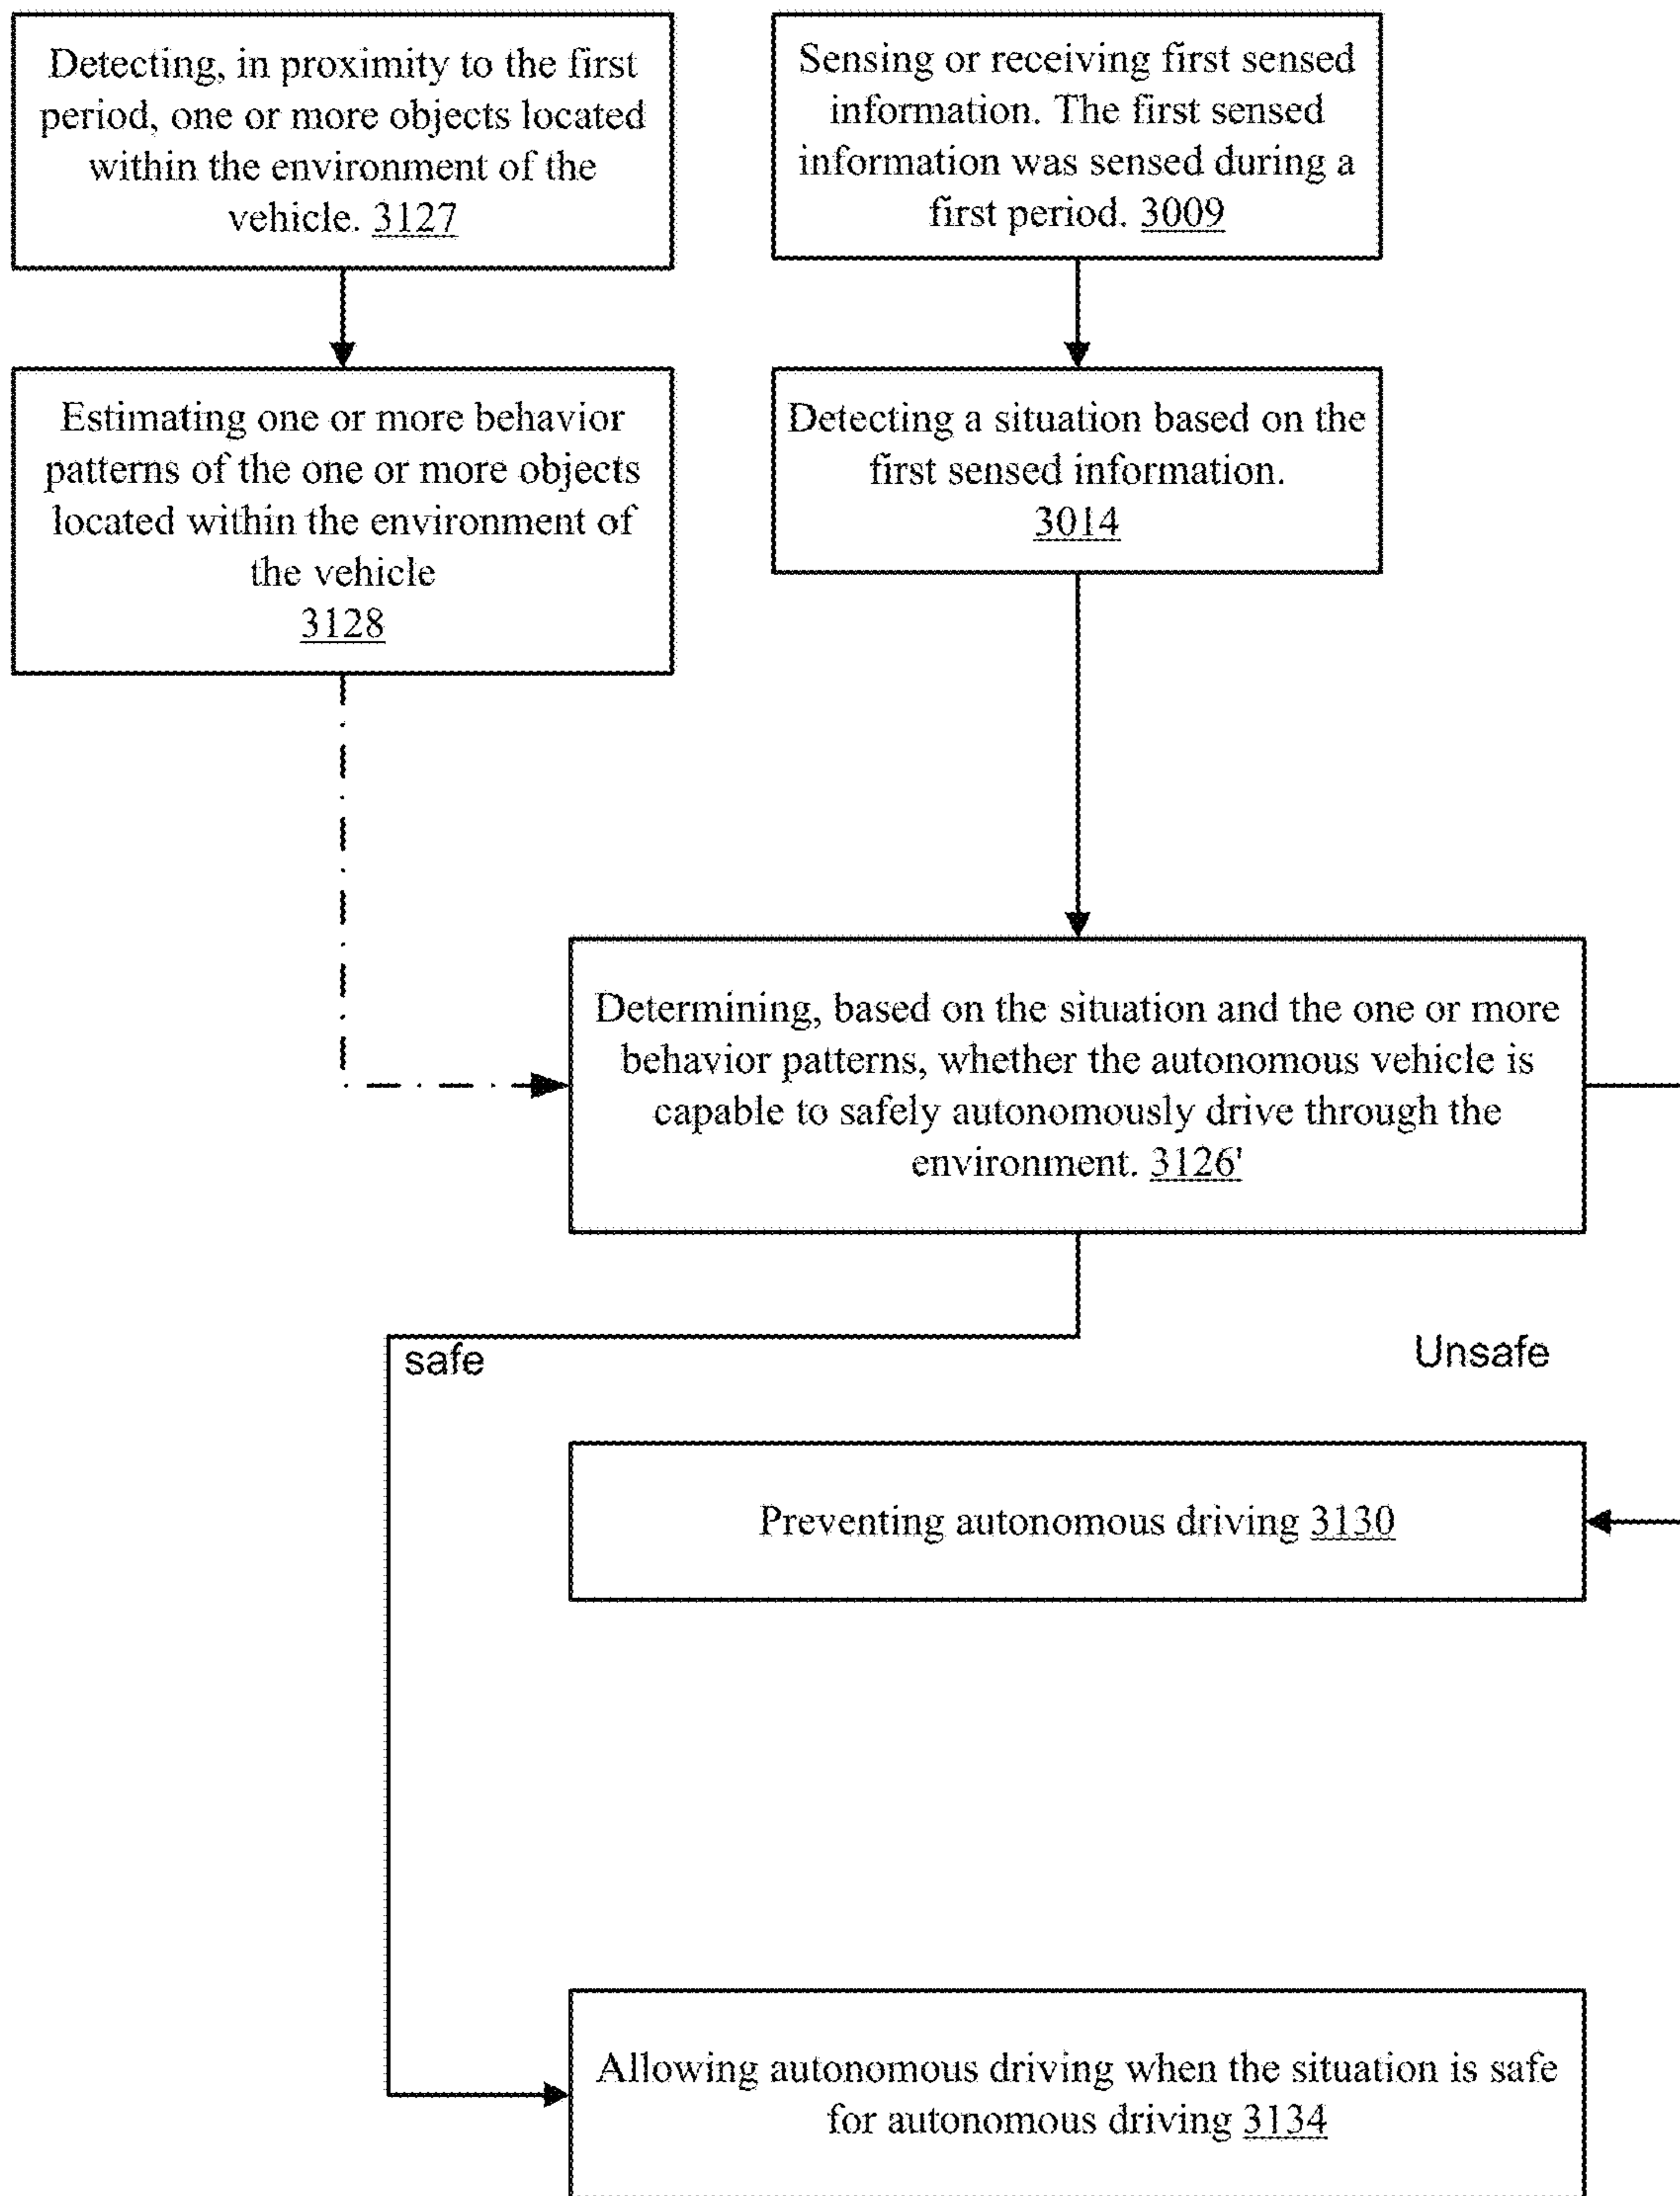 Detecting, in proximity to the first
period, one or more objects located
within the environment of the
vehicle. 3127
Sensing or receiving first sensed
information. The first sensed
information was sensed during a
first period. 3009
Estimating one or more behavior
patterns of the one or more objects
located within the environment of
the vehicle
3128
Detecting a situation based on the
first sensed information.
3014
Determining, based on the situation and the one or more
behavior patterns, whether the autonomous vehicle is
capable to safely autonomously drive through the
environment. 3126'
safe
Unsafe
Preventing autonomous driving 3130
Allowing autonomous driving when the situation is safe
for autonomous driving 3134